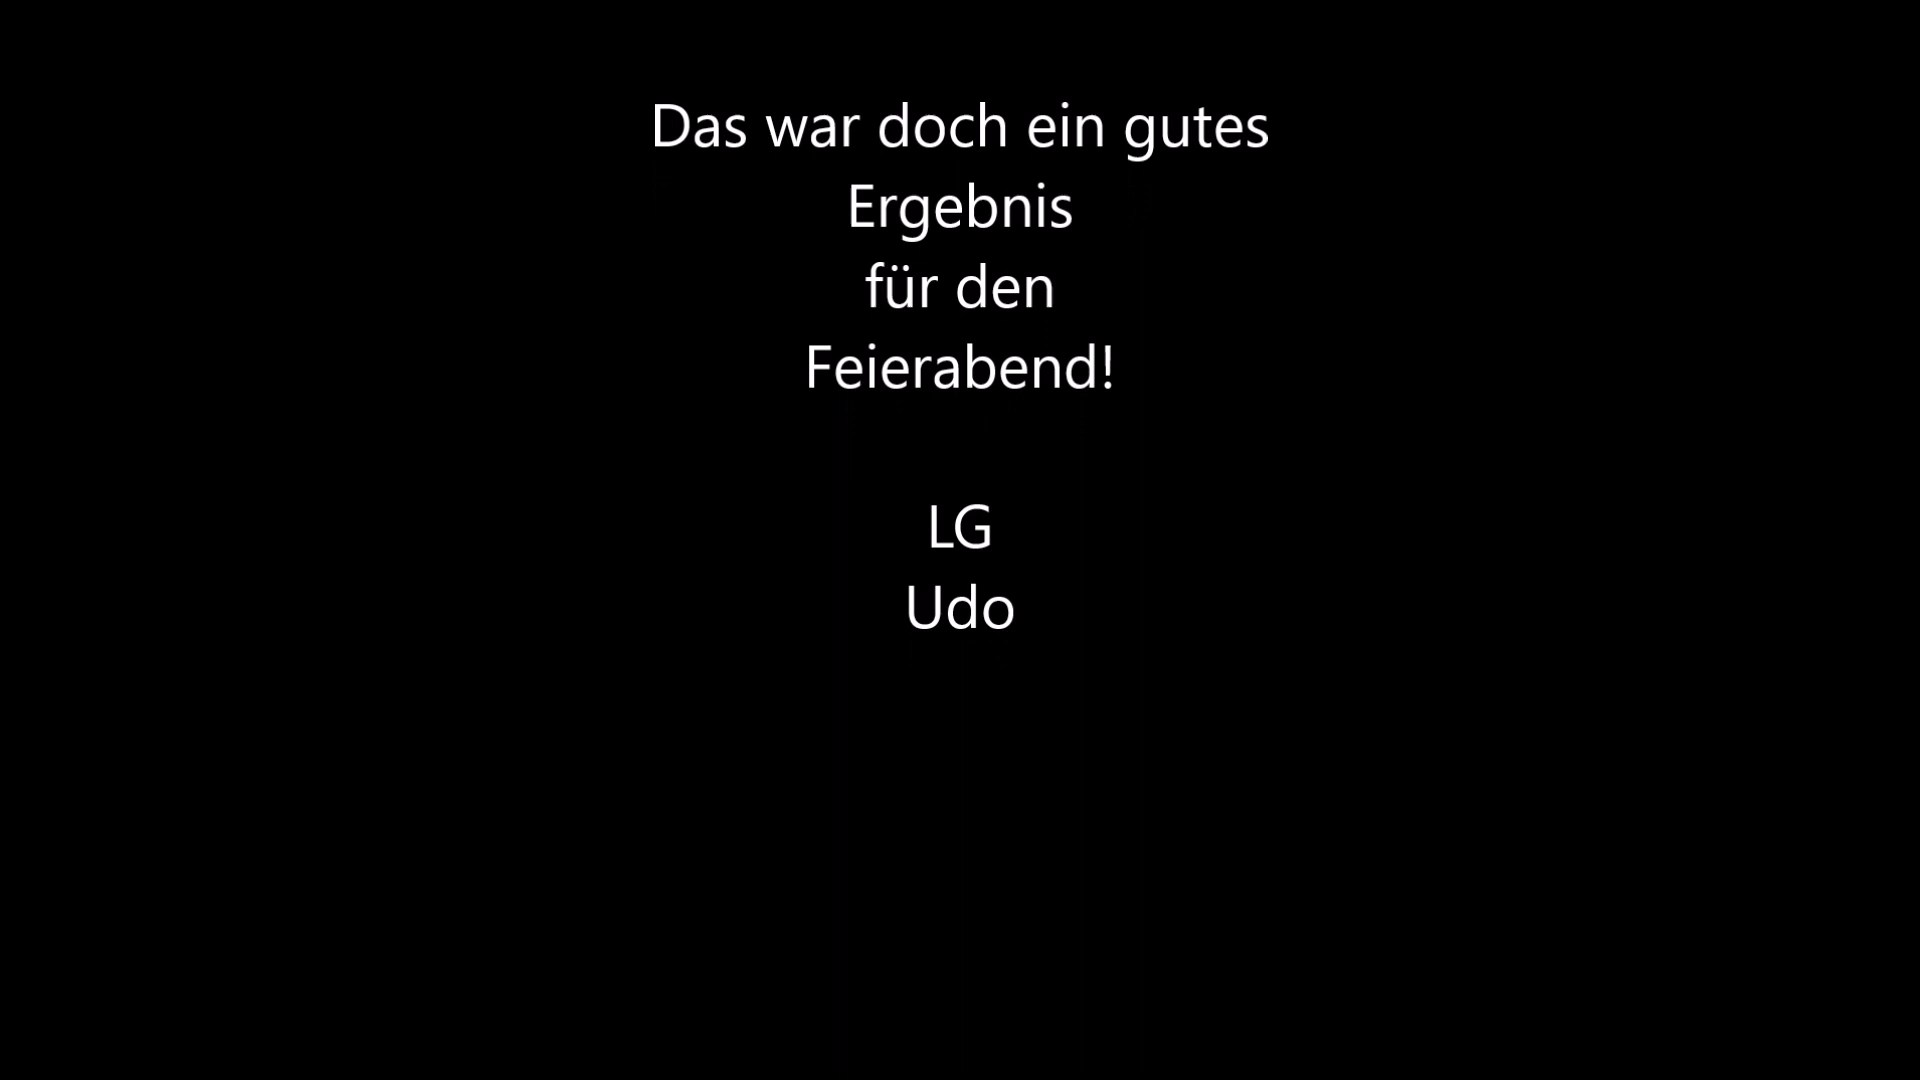 Das war doch ein gutes
Ergebnis
für den
Feierabend!
LG
Udo